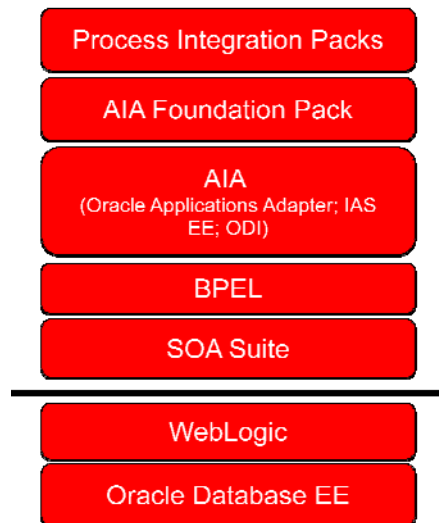 Process Integration Packs
AIA Foundation Pack
AIA
(Oracle Applications Adapter; IAS
EE; ODI)
BPEL
SOA Suite
WebLogic
Oracle Database EE